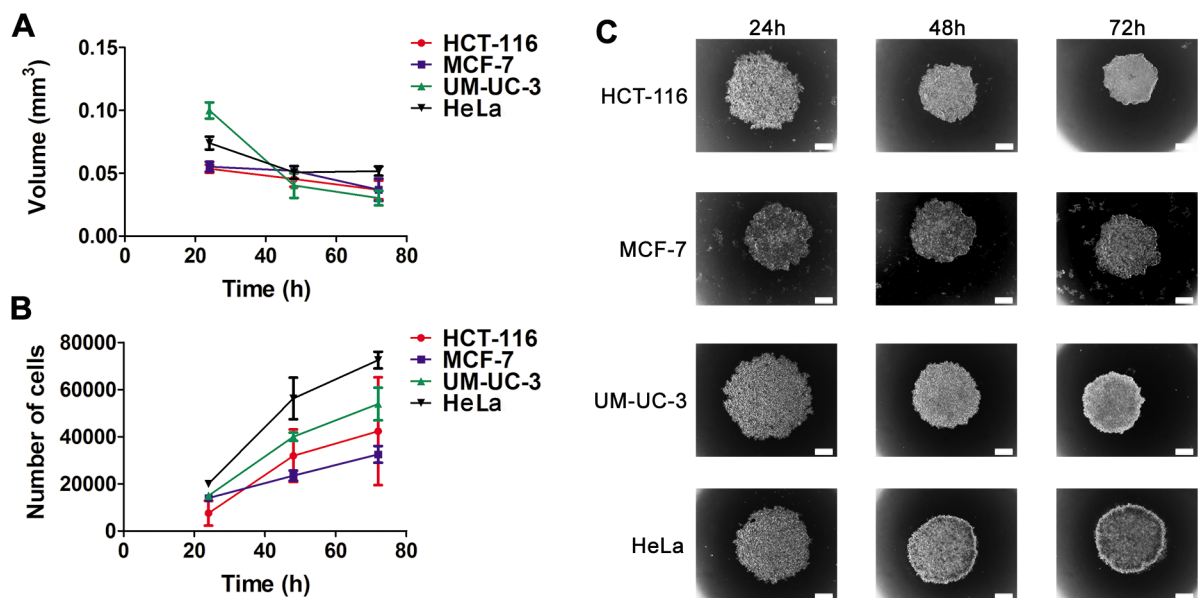 A
0.15
0.10
0.05
0.00
Volume (mm³)
0 20 40 60 80
Time (h)
HCT-116
MCF-7
UM-UC-3
HeLa
B
80000
60000
40000
20000
0
Number of cells
0 20 40 60 80
Time (h)
HCT-116
MCF-7
UM-UC-3
HeLa
C
24h 48h 72h
HCT-116
MCF-7
UM-UC-3
HeLa